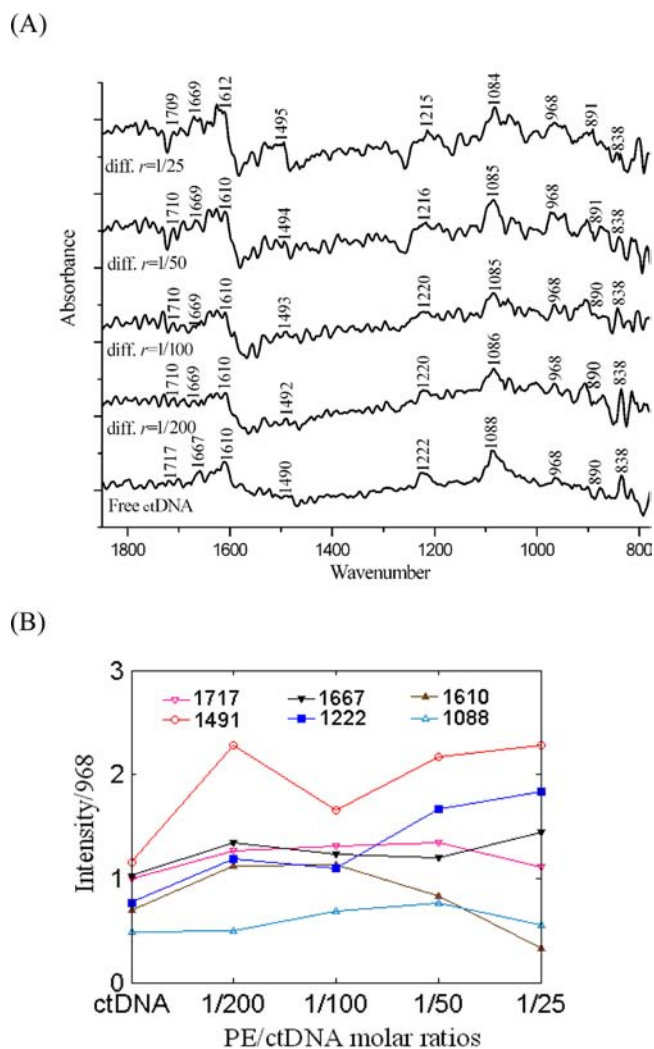 (A)
1709 1669 1612 1495 1215 1084 968 891 838
diff. r=1/25
1710 1669 1610 1494 1216 1085 968 891 838
diff. r=1/50
1710 1669 1610 1493 1220 1085 968 890 838
diff. r=1/100
1710 1669 1610 1492 1220 1086 968 890 838
diff. r=1/200
1717 1667 1610 1490 1222 1088 968 890 838
Free ctDNA
Absorbance
1800 1600 1400 1200 1000 800
Wavenumber
(B)
3
1717 1667 1610
1491 1222 1088
2
Intensity/968
1
0
ctDNA 1/200 1/100 1/50 1/25
PE/ctDNA molar ratios